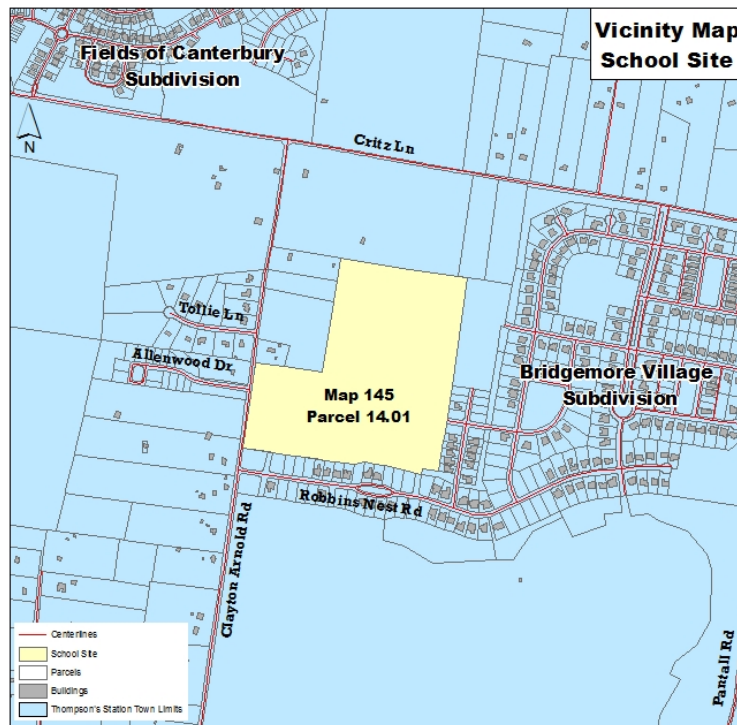 Vicinity Map
School Site
Fields of Canterbury
Subdivision
N
Critz Ln
Tollie Ln
Allenwood Dr
Map 145
Parcel 14.01
Bridgemore Village
Subdivision
Robbins Nest Rd
Clayton Arnold Rd
Pantall Rd
Centerlines
School Site
Parcels
Buildings
Thompson's Station Town Limits